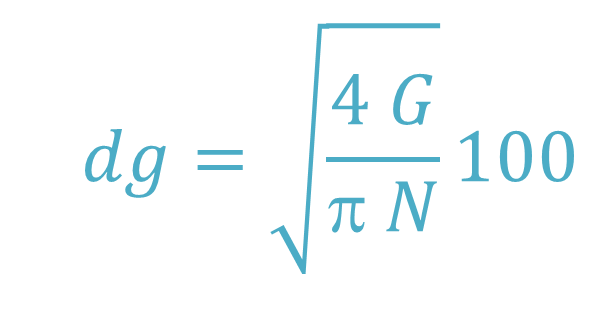 dg = √(4 G / π N) 100